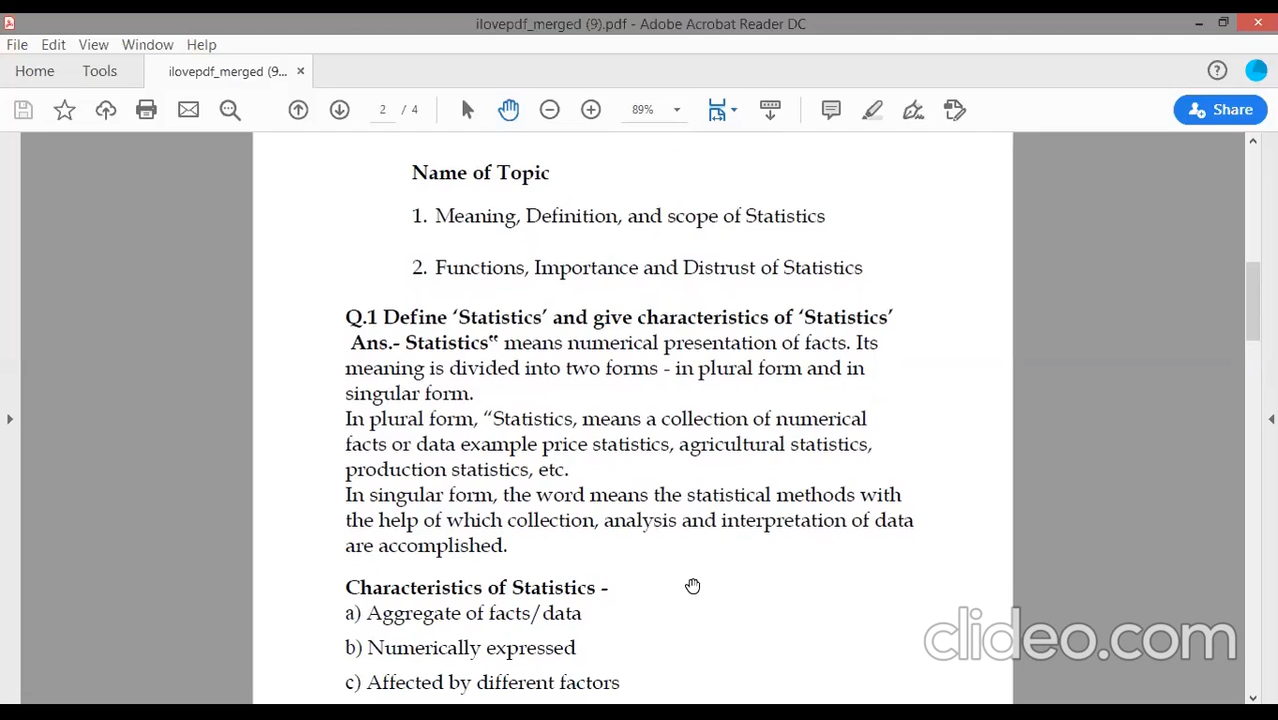 ilovepdf_merged (9).pdf - Adobe Acrobat Reader DC
File Edit View Window Help
Home Tools ilovepdf_merged (9...
2 / 4 89% Share
Name of Topic
1. Meaning, Definition, and scope of Statistics
2. Functions, Importance and Distrust of Statistics
Q.1 Define ‘Statistics’ and give characteristics of ‘Statistics’
Ans.- Statistics‟ means numerical presentation of facts. Its
meaning is divided into two forms - in plural form and in
singular form.
In plural form, “Statistics, means a collection of numerical
facts or data example price statistics, agricultural statistics,
production statistics, etc.
In singular form, the word means the statistical methods with
the help of which collection, analysis and interpretation of data
are accomplished.
Characteristics of Statistics -
a) Aggregate of facts/data
b) Numerically expressed
c) Affected by different factors
clideo.com